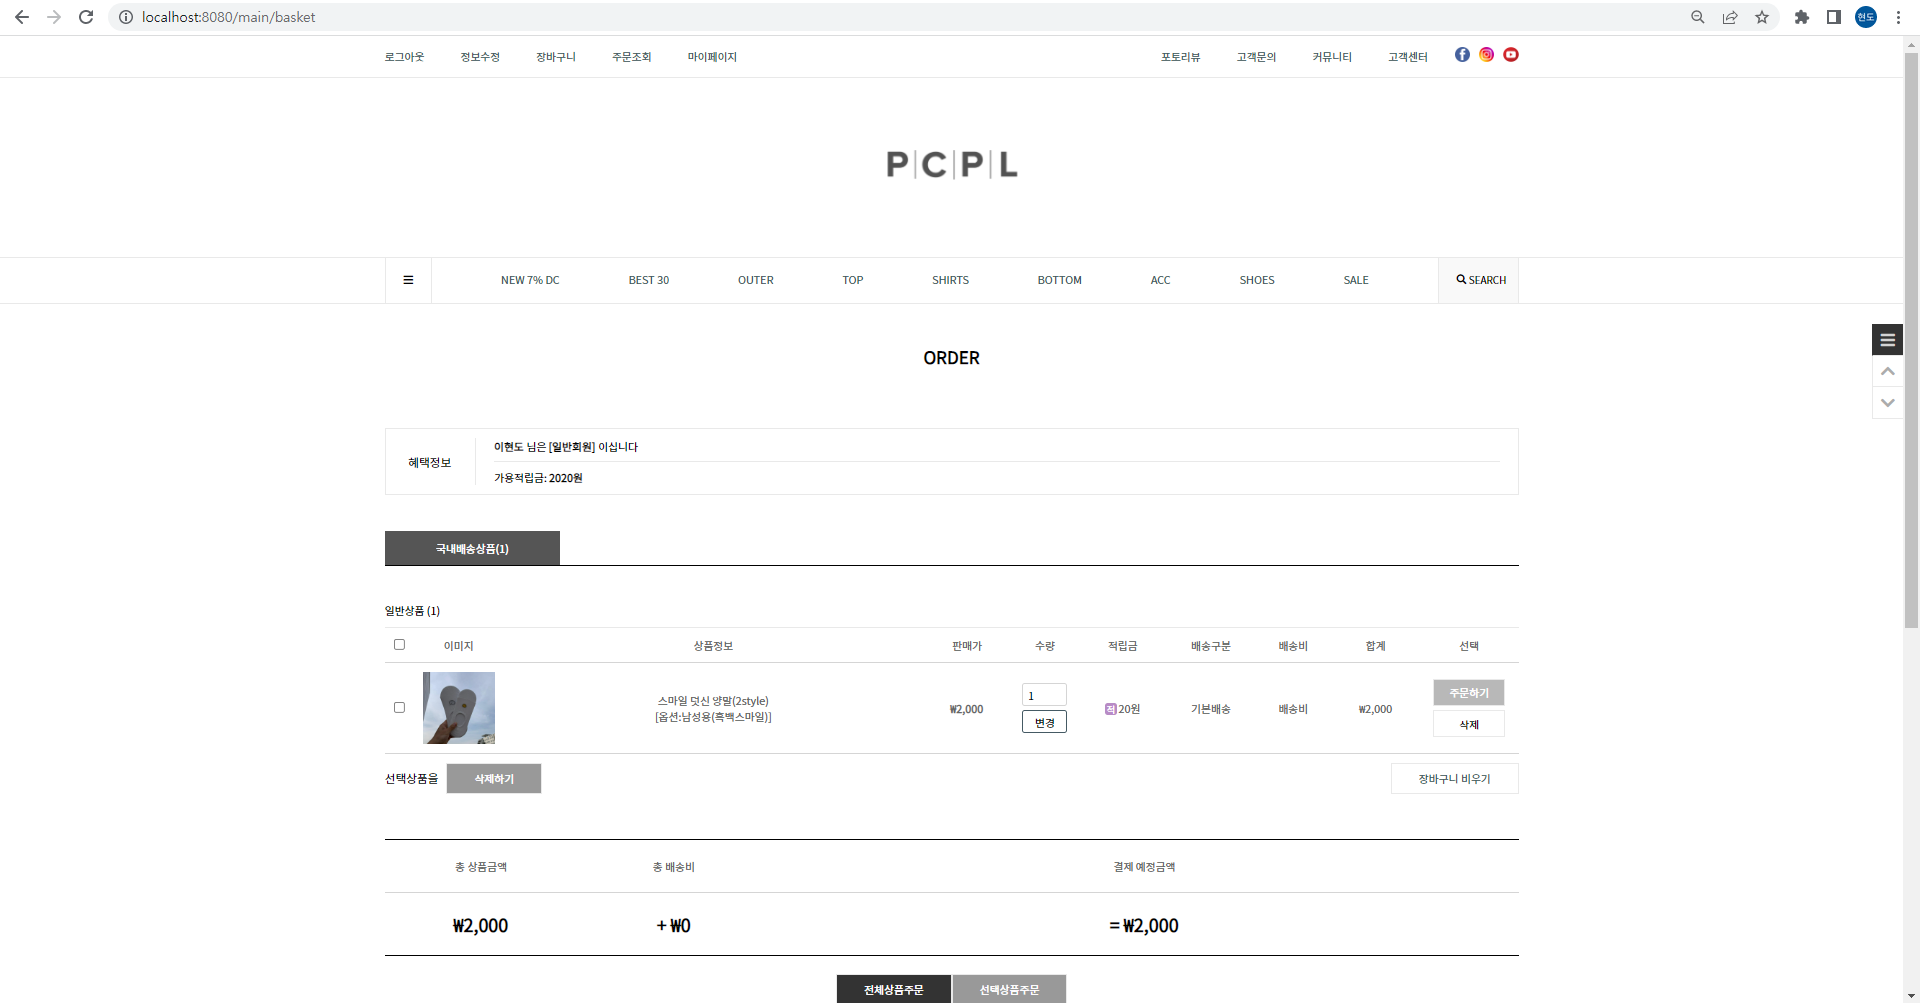 localhost:8080/main/basket
현도
로그아웃 정보수정 장바구니 주문조회 마이페이지 포토리뷰 고객문의 커뮤니티 고객센터
P|C|P|L
NEW 7% DC BEST 30 OUTER TOP SHIRTS BOTTOM ACC SHOES SALE SEARCH
ORDER
혜택정보
이현도 님은 [일반회원] 이십니다
가용적립금: 2020원
국내배송상품(1)
일반상품 (1)
이미지 상품정보 판매가 수량 적립금 배송구분 배송비 합계 선택
스마일 덧신 양말(2style)
[옵션:남성용(흑백스마일)]
₩2,000
1
변경
적 20원
기본배송
배송비
₩2,000
주문하기
삭제
선택상품을 삭제하기 장바구니 비우기
총 상품금액 총 배송비 결제 예정금액
₩2,000 + ₩0 = ₩2,000
전체상품주문 선택상품주문